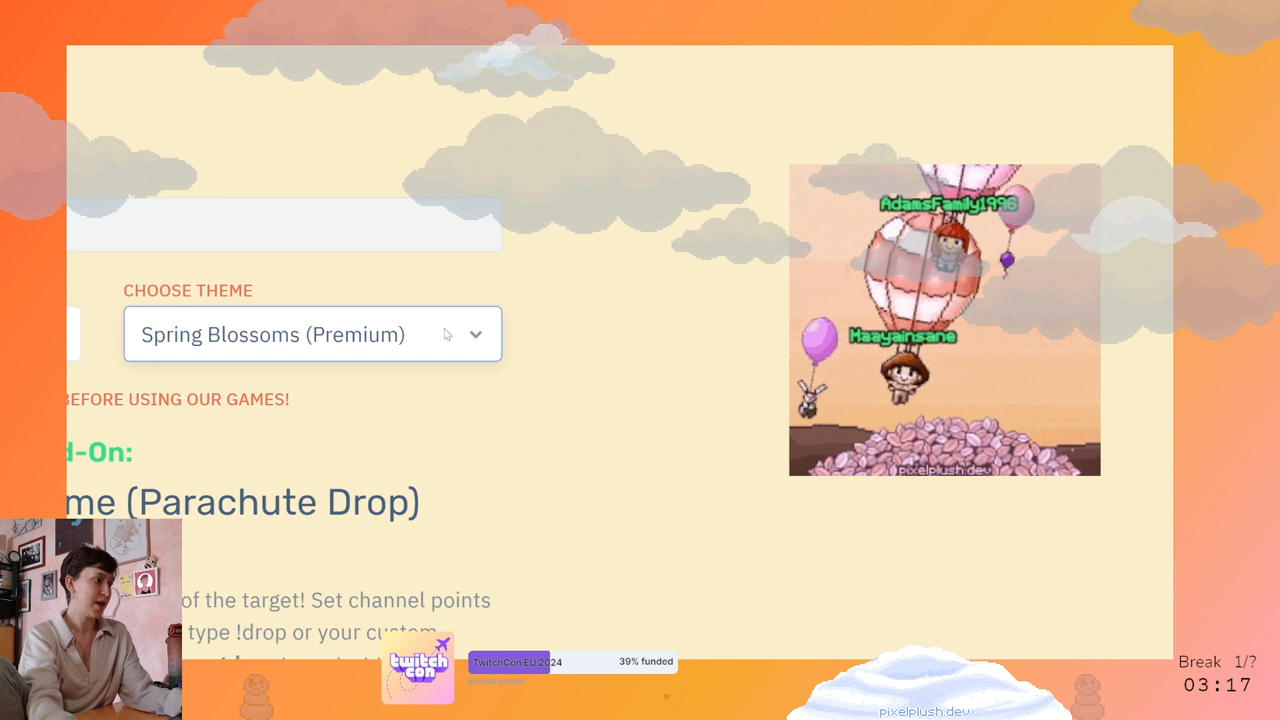 AdamsFamily1996
CHOOSE THEME
Spring Blossoms (Premium)
Maayainsane
BEFORE USING OUR GAMES!
d-On:
pixelplush.dev
me (Parachute Drop)
of the target! Set channel points
type !drop or your custom
twitch
con
TwitchCon EU 2024
39% funded
Break 1/?
03:17
pixelplush.dev